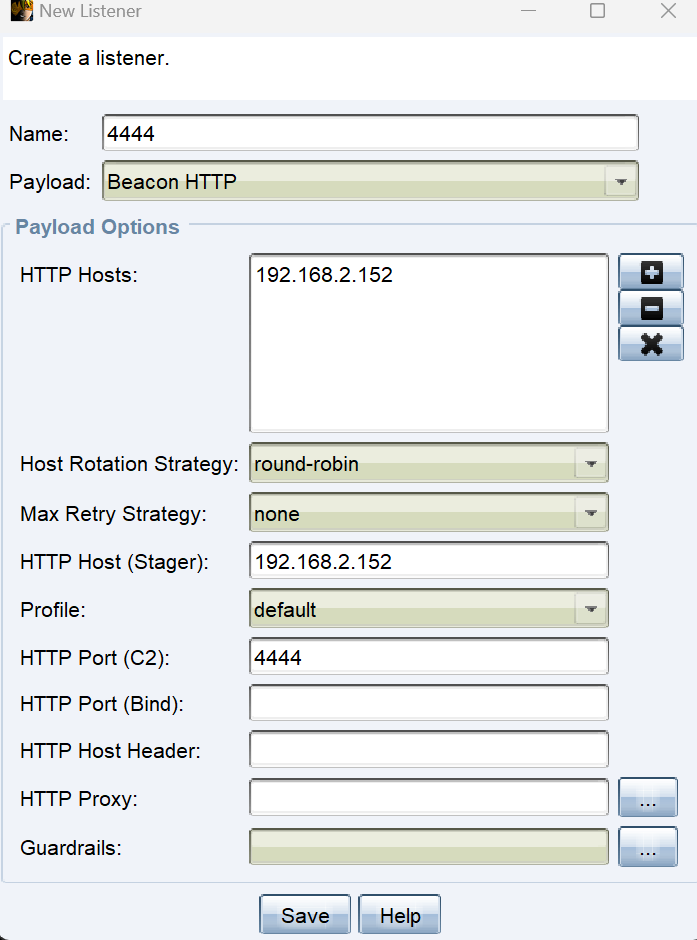 New Listener
Create a listener.
Name: 4444
Payload: Beacon HTTP
Payload Options
HTTP Hosts: 192.168.2.152
Host Rotation Strategy: round-robin
Max Retry Strategy: none
HTTP Host (Stager): 192.168.2.152
Profile: default
HTTP Port (C2): 4444
HTTP Port (Bind):
HTTP Host Header:
HTTP Proxy: ...
Guardrails: ...
Save Help